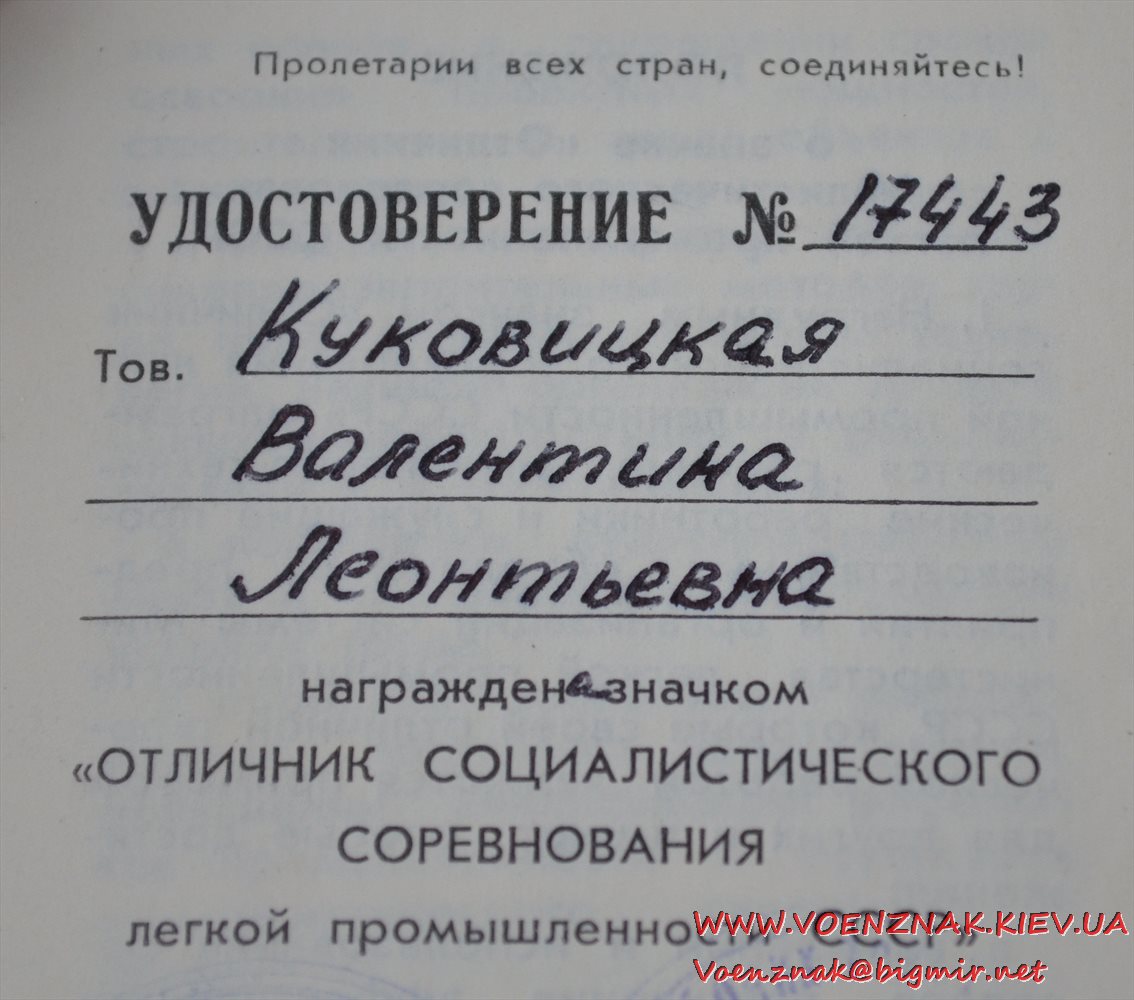 Пролетарии всех стран, соединяйтесь!
УДОСТОВЕРЕНИЕ № 17443
Тов. Куковицкая
Валентина
Леонтьевна
награждена значком
«ОТЛИЧНИК СОЦИАЛИСТИЧЕСКОГО
СОРЕВНОВАНИЯ
легкой промышленности СССР»
WWW.VOENZNAK.KIEV.UA
Voenznak@bigmir.net